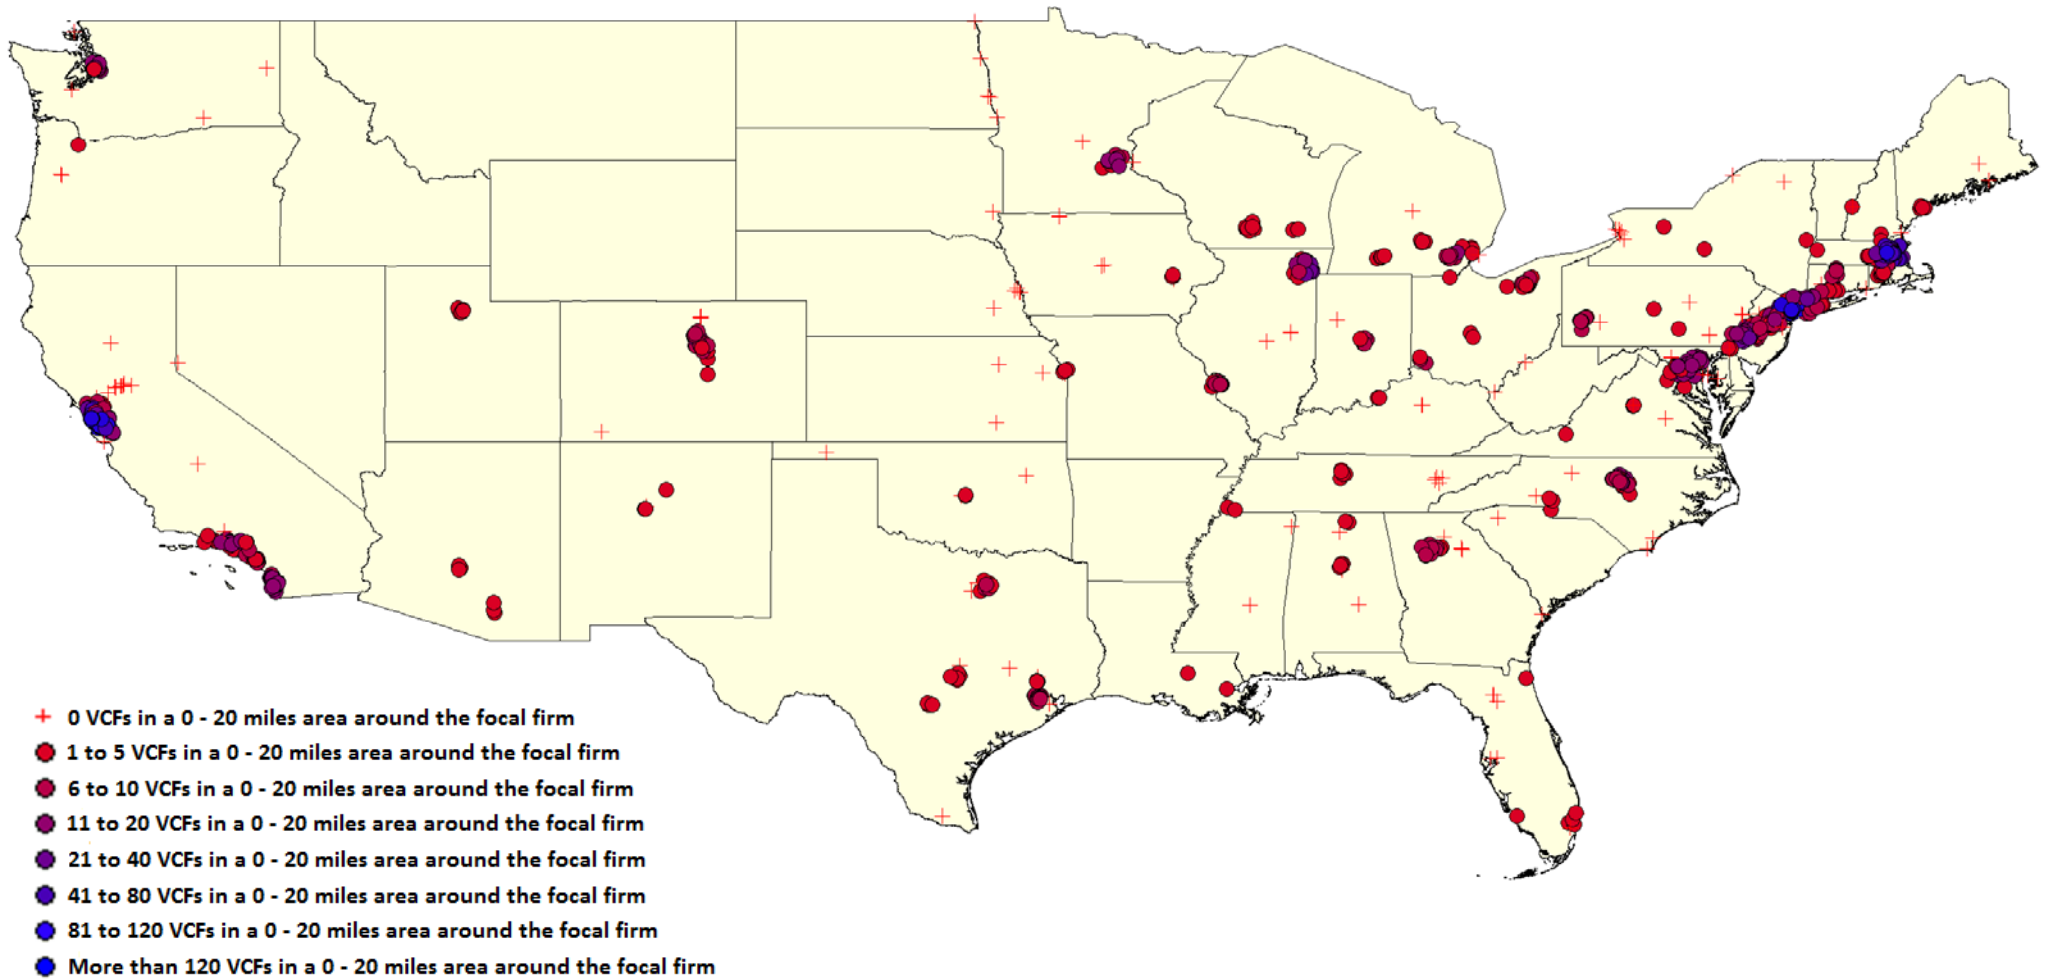 0 VCFs in a 0 - 20 miles area around the focal firm
1 to 5 VCFs in a 0 - 20 miles area around the focal firm
6 to 10 VCFs in a 0 - 20 miles area around the focal firm
11 to 20 VCFs in a 0 - 20 miles area around the focal firm
21 to 40 VCFs in a 0 - 20 miles area around the focal firm
41 to 80 VCFs in a 0 - 20 miles area around the focal firm
81 to 120 VCFs in a 0 - 20 miles area around the focal firm
More than 120 VCFs in a 0 - 20 miles area around the focal firm